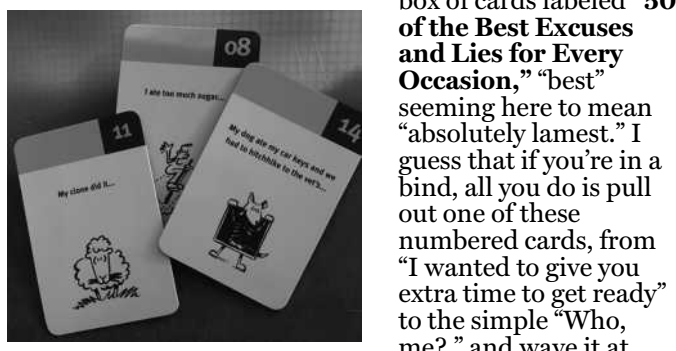 08
I ate too much sugar...
11
My clone did it...
14
My dog ate my car keys and we
had to hitchhike to the vet's...
box of cards labeled “50
of the Best Excuses
and Lies for Every
Occasion,” “best”
seeming here to mean
“absolutely lamest.” I
guess that if you’re in a
bind, all you do is pull
out one of these
numbered cards, from
“I wanted to give you
extra time to get ready”
to the simple “Who,
me? ” and wave it at